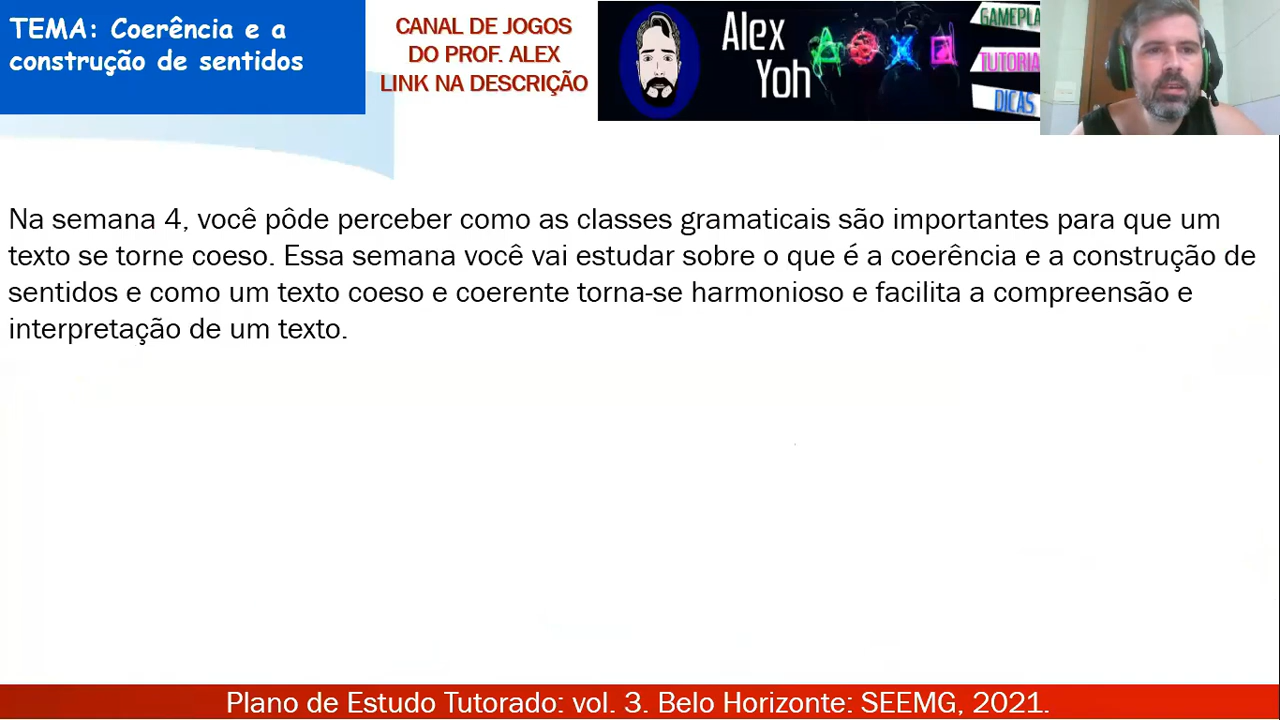 TEMA: Coerência e a
construção de sentidos
CANAL DE JOGOS
DO PROF. ALEX
LINK NA DESCRIÇÃO
Alex
Yoh
DICAS
Na semana 4, você pôde perceber como as classes gramaticais são importantes para que um
texto se torne coeso. Essa semana você vai estudar sobre o que é a coerência e a construção de
sentidos e como um texto coeso e coerente torna-se harmonioso e facilita a compreensão e
interpretação de um texto.
Plano de Estudo Tutorado: vol. 3. Belo Horizonte: SEEMG, 2021.